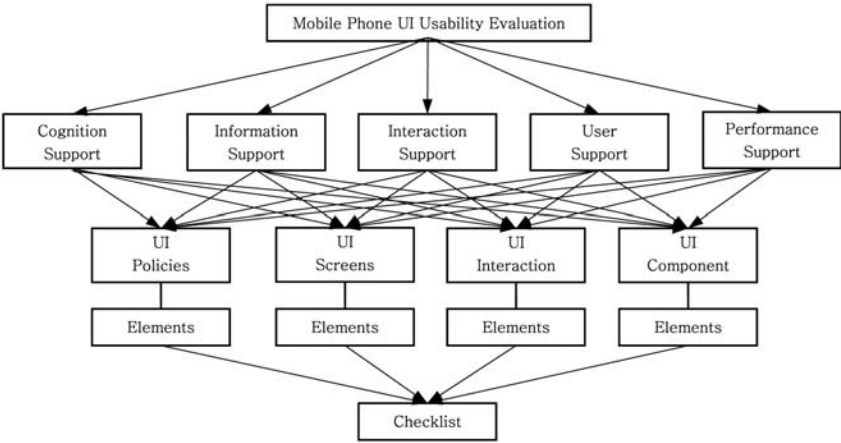 Mobile Phone UI Usability Evaluation
Cognition
Support
Information
Support
Interaction
Support
User
Support
Performance
Support
UI
Policies
UI
Screens
UI
Interaction
UI
Component
Elements
Elements
Elements
Elements
Checklist